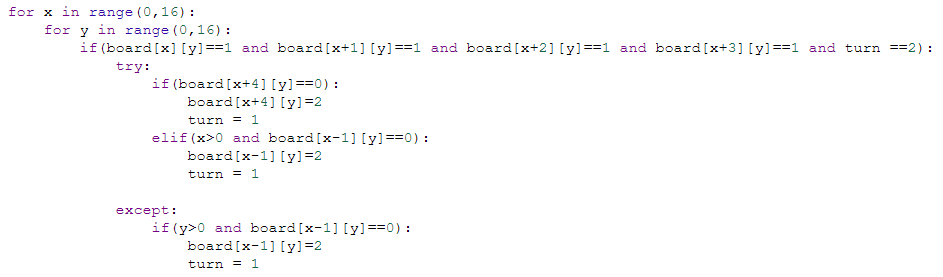 for x in range(0,16):
    for y in range(0,16):
        if(board[x][y]==1 and board[x+1][y]==1 and board[x+2][y]==1 and board[x+3][y]==1 and turn ==2):
            try:
                if(board[x+4][y]==0):
                    board[x+4][y]=2
                    turn = 1
                elif(x>0 and board[x-1][y]==0):
                    board[x-1][y]=2
                    turn = 1

            except:
                if(y>0 and board[x-1][y]==0):
                    board[x-1][y]=2
                    turn = 1